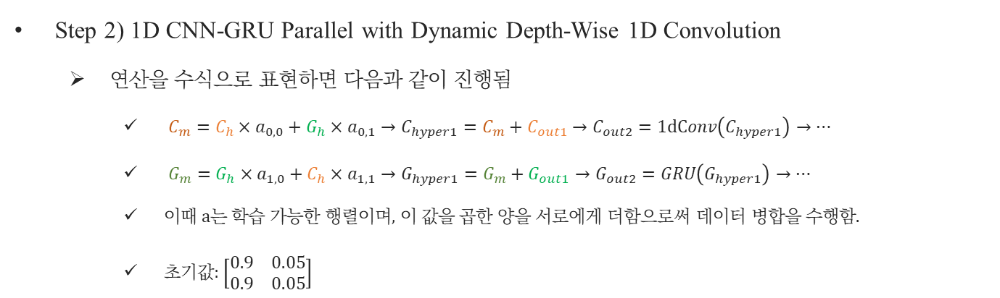 • Step 2) 1D CNN-GRU Parallel with Dynamic Depth-Wise 1D Convolution
➢ 연산을 수식으로 표현하면 다음과 같이 진행됨
✓ C_m = C_h × a_{0,0} + G_h × a_{0,1} → C_{hyper1} = C_m + C_{out1} → C_{out2} = 1dConv(C_{hyper1}) → ⋯
✓ G_m = G_h × a_{1,0} + C_h × a_{1,1} → G_{hyper1} = G_m + G_{out1} → G_{out2} = GRU(G_{hyper1}) → ⋯
✓ 이때 a는 학습 가능한 행렬이며, 이 값을 곱한 양을 서로에게 더함으로써 데이터 병합을 수행함.
✓ 초기값: [0.9 0.05
0.9 0.05]